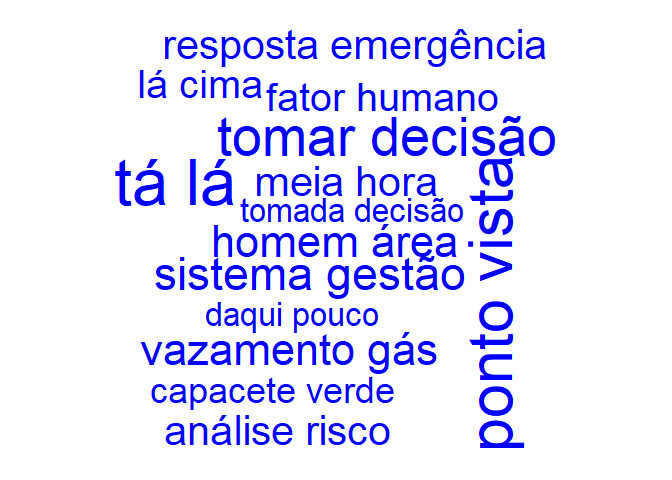 resposta emergência
lá cima
fator humano
tomar decisão
tá lá
meia hora
tomada decisão
homem área
sistema gestão
daqui pouco
vazamento gás
capacete verde
análise risco
ponto vista